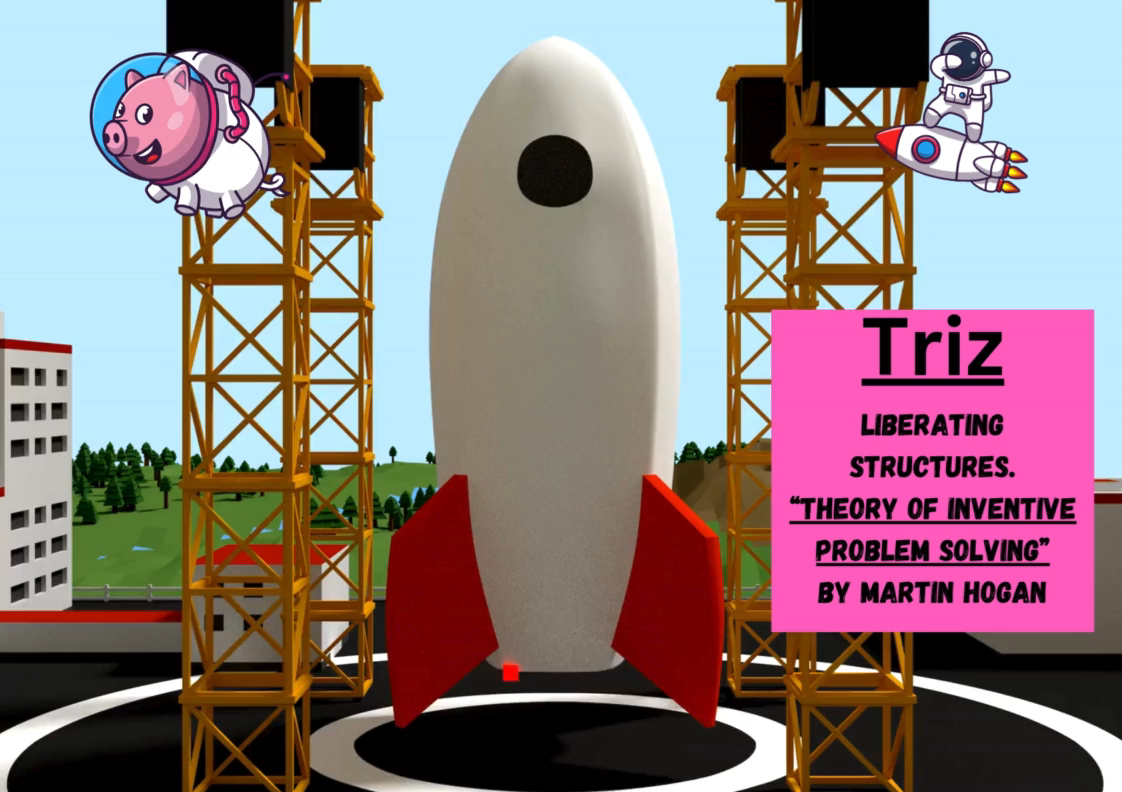 Triz
LIBERATING
STRUCTURES.
“THEORY OF INVENTIVE
PROBLEM SOLVING”
BY MARTIN HOGAN